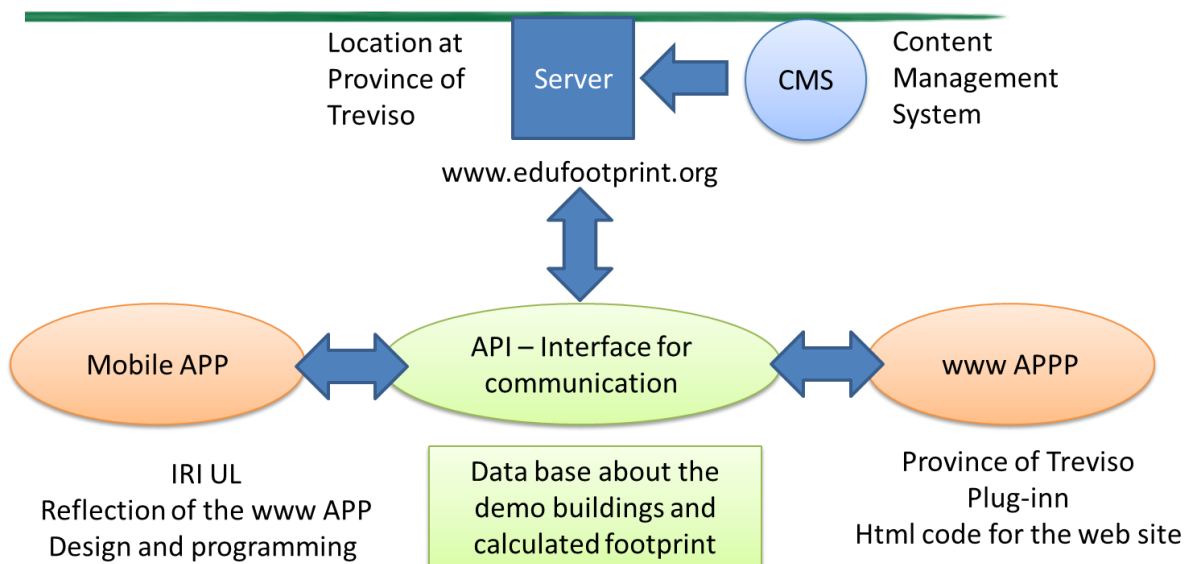 Location at
Province of
Treviso
Server
CMS
Content
Management
System
www.edufootprint.org
Mobile APP
API – Interface for
communication
www APPP
IRI UL
Reflection of the www APP
Design and programming
Data base about the
demo buildings and
calculated footprint
Province of Treviso
Plug-inn
Html code for the web site